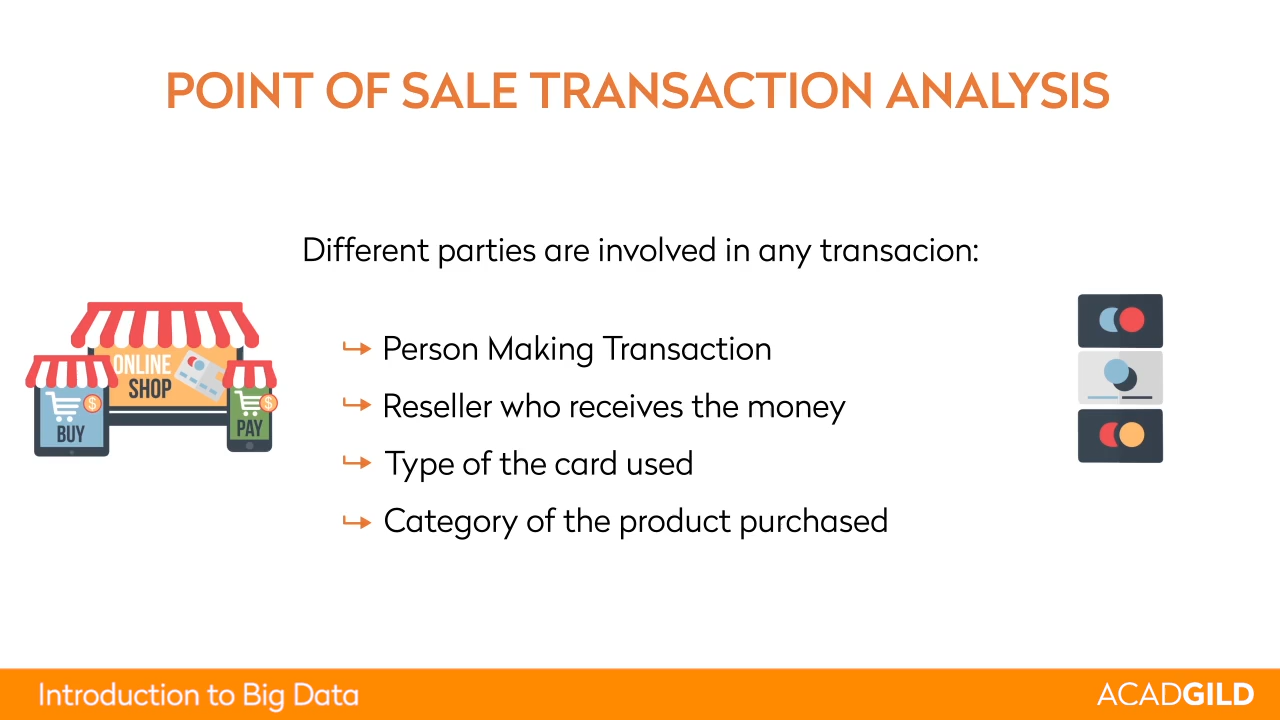 POINT OF SALE TRANSACTION ANALYSIS
Different parties are involved in any transacion:
Person Making Transaction
Reseller who receives the money
Type of the card used
Category of the product purchased
ONLINE
SHOP
$
BUY
$
PAY
Introduction to Big Data
ACADGILD